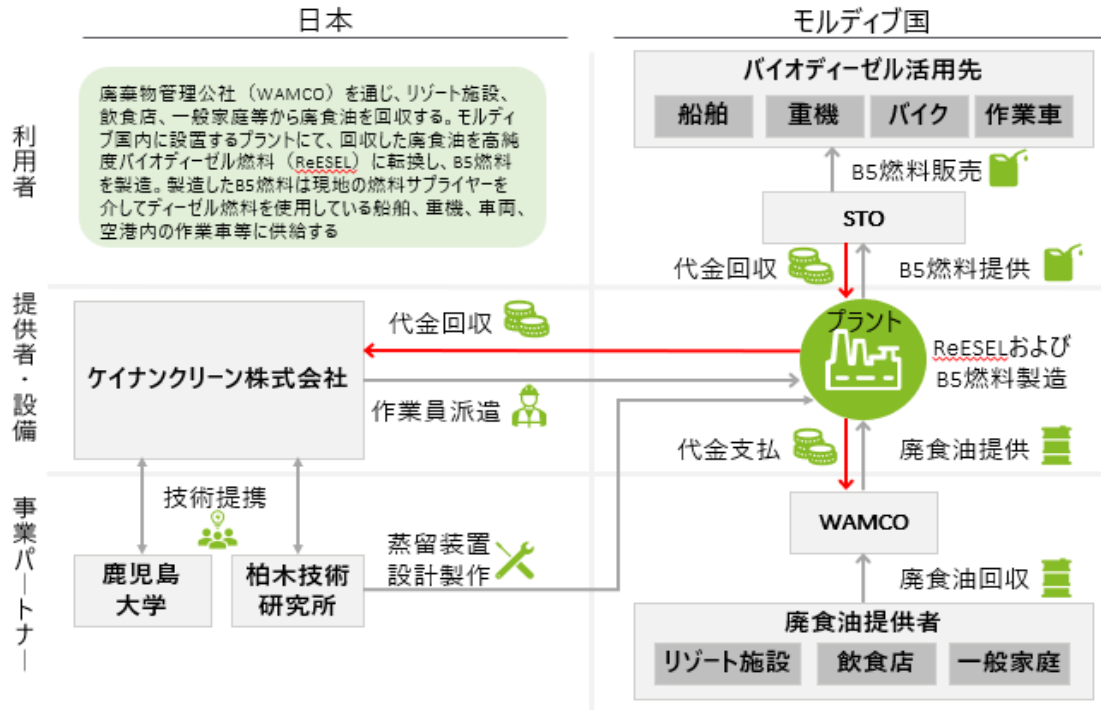 日本
モルディブ国
利用者
廃棄物管理公社（WAMCO）を通じ、リゾート施設、
飲食店、一般家庭等から廃食油を回収する。モルディ
ブ国内に設置するプラントにて、回収した廃食油を高純
度バイオディーゼル燃料（ReESEL）に転換し、B5燃料
を製造。製造したB5燃料は現地の燃料サプライヤーを
介してディーゼル燃料を使用している船舶、重機、車両、
空港内の作業車等に供給する
バイオディーゼル活用先
船舶
重機
バイク
作業車
B5燃料販売
STO
代金回収
B5燃料提供
提供者・設備
ケイナンクリーン株式会社
代金回収
作業員派遣
プラント
ReESELおよび
B5燃料製造
代金支払
廃食油提供
事業パートナー
技術提携
鹿児島
大学
柏木技術
研究所
蒸留装置
設計製作
WAMCO
廃食油回収
廃食油提供者
リゾート施設
飲食店
一般家庭